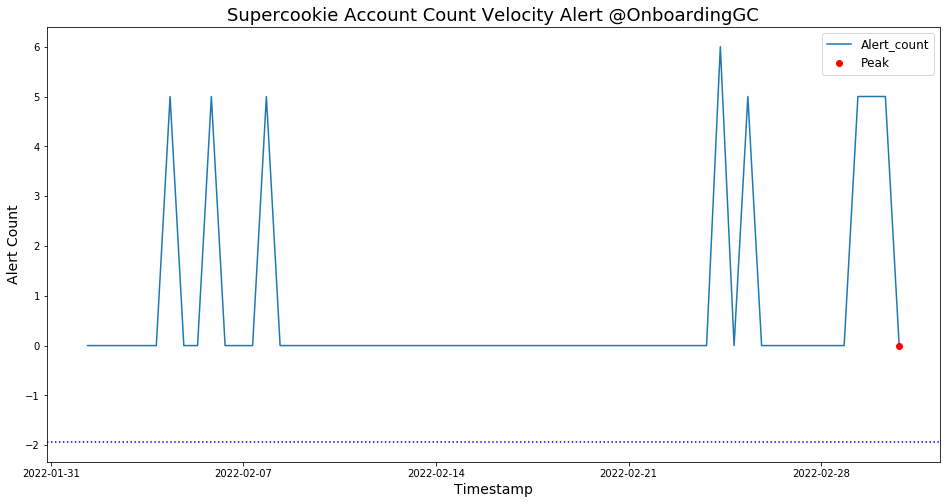 Supercookie Account Count Velocity Alert @OnboardingGC
Alert_count
Peak
6
5
4
3
2
1
0
−1
−2
Alert Count
2022-01-31
2022-02-07
2022-02-14
2022-02-21
2022-02-28
Timestamp